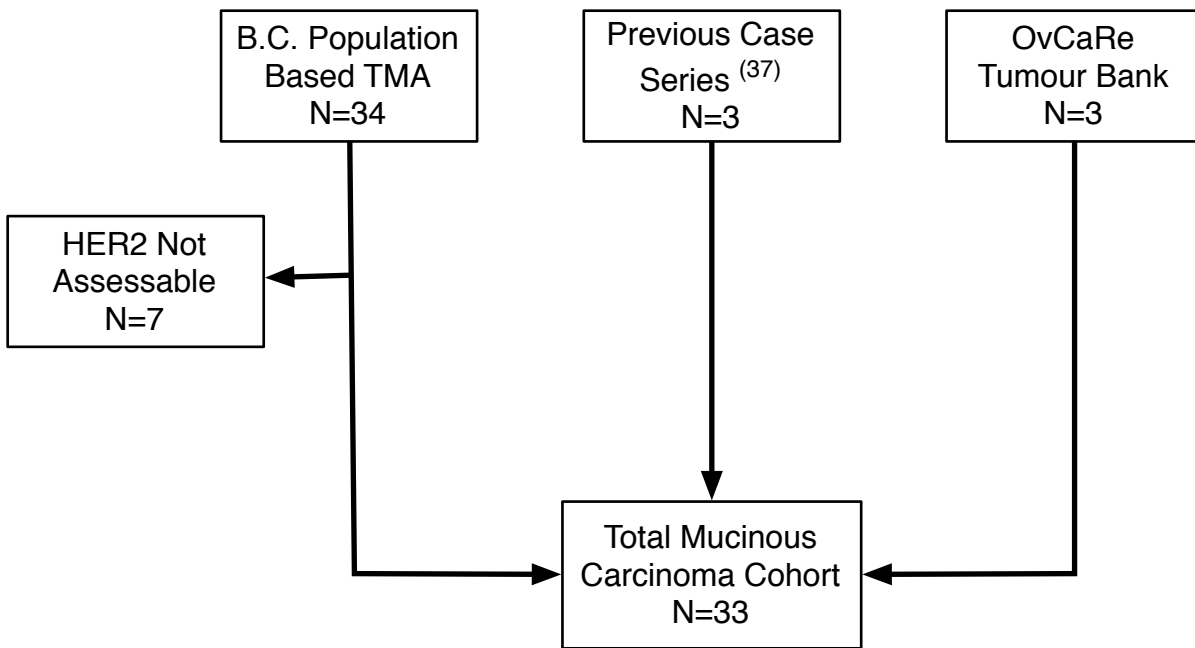 B.C. Population
Based TMA
N=34
Previous Case
Series (37)
N=3
OvCaRe
Tumour Bank
N=3
HER2 Not
Assessable
N=7
Total Mucinous
Carcinoma Cohort
N=33